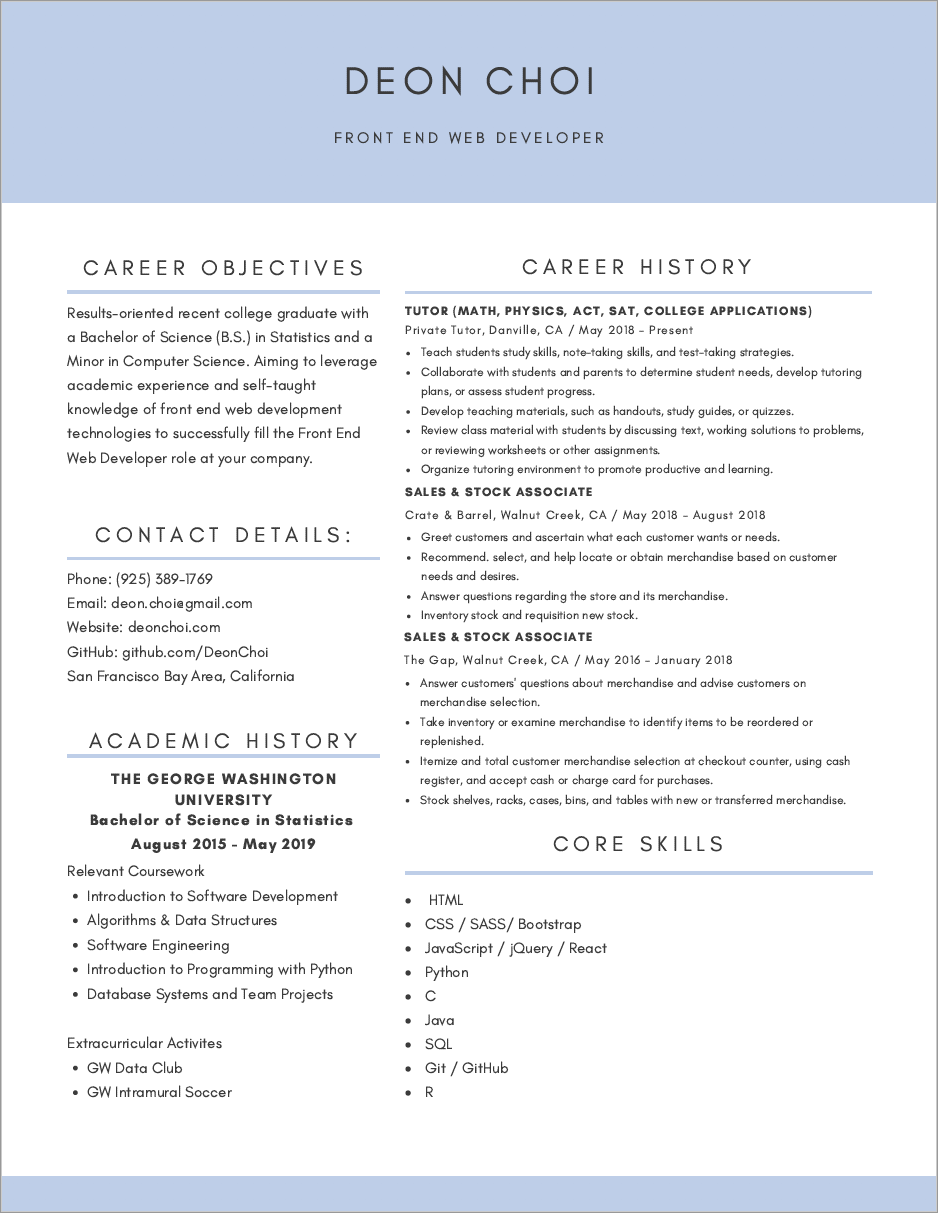 DEON CHOI
FRONT END WEB DEVELOPER
CAREER OBJECTIVES
Results-oriented recent college graduate with
a Bachelor of Science (B.S.) in Statistics and a
Minor in Computer Science. Aiming to leverage
academic experience and self-taught
knowledge of front end web development
technologies to successfully fill the Front End
Web Developer role at your company.
CONTACT DETAILS:
Phone: (925) 389-1769
Email: deon.choi@gmail.com
Website: deonchoi.com
GitHub: github.com/DeonChoi
San Francisco Bay Area, California
ACADEMIC HISTORY
THE GEORGE WASHINGTON
UNIVERSITY
Bachelor of Science in Statistics
August 2015 - May 2019
Relevant Coursework
• Introduction to Software Development
• Algorithms & Data Structures
• Software Engineering
• Introduction to Programming with Python
• Database Systems and Team Projects
Extracurricular Activites
• GW Data Club
• GW Intramural Soccer
CAREER HISTORY
TUTOR (MATH, PHYSICS, ACT, SAT, COLLEGE APPLICATIONS)
Private Tutor, Danville, CA / May 2018 - Present
• Teach students study skills, note-taking skills, and test-taking strategies.
• Collaborate with students and parents to determine student needs, develop tutoring
plans, or assess student progress.
• Develop teaching materials, such as handouts, study guides, or quizzes.
• Review class material with students by discussing text, working solutions to problems,
or reviewing worksheets or other assignments.
• Organize tutoring environment to promote productive and learning.
SALES & STOCK ASSOCIATE
Crate & Barrel, Walnut Creek, CA / May 2018 - August 2018
• Greet customers and ascertain what each customer wants or needs.
• Recommend. select, and help locate or obtain merchandise based on customer
needs and desires.
• Answer questions regarding the store and its merchandise.
• Inventory stock and requisition new stock.
SALES & STOCK ASSOCIATE
The Gap, Walnut Creek, CA / May 2016 - January 2018
• Answer customers' questions about merchandise and advise customers on
merchandise selection.
• Take inventory or examine merchandise to identify items to be reordered or
replenished.
• Itemize and total customer merchandise selection at checkout counter, using cash
register, and accept cash or charge card for purchases.
• Stock shelves, racks, cases, bins, and tables with new or transferred merchandise.
CORE SKILLS
• HTML
• CSS / SASS/ Bootstrap
• JavaScript / jQuery / React
• Python
• C
• Java
• SQL
• Git / GitHub
• R